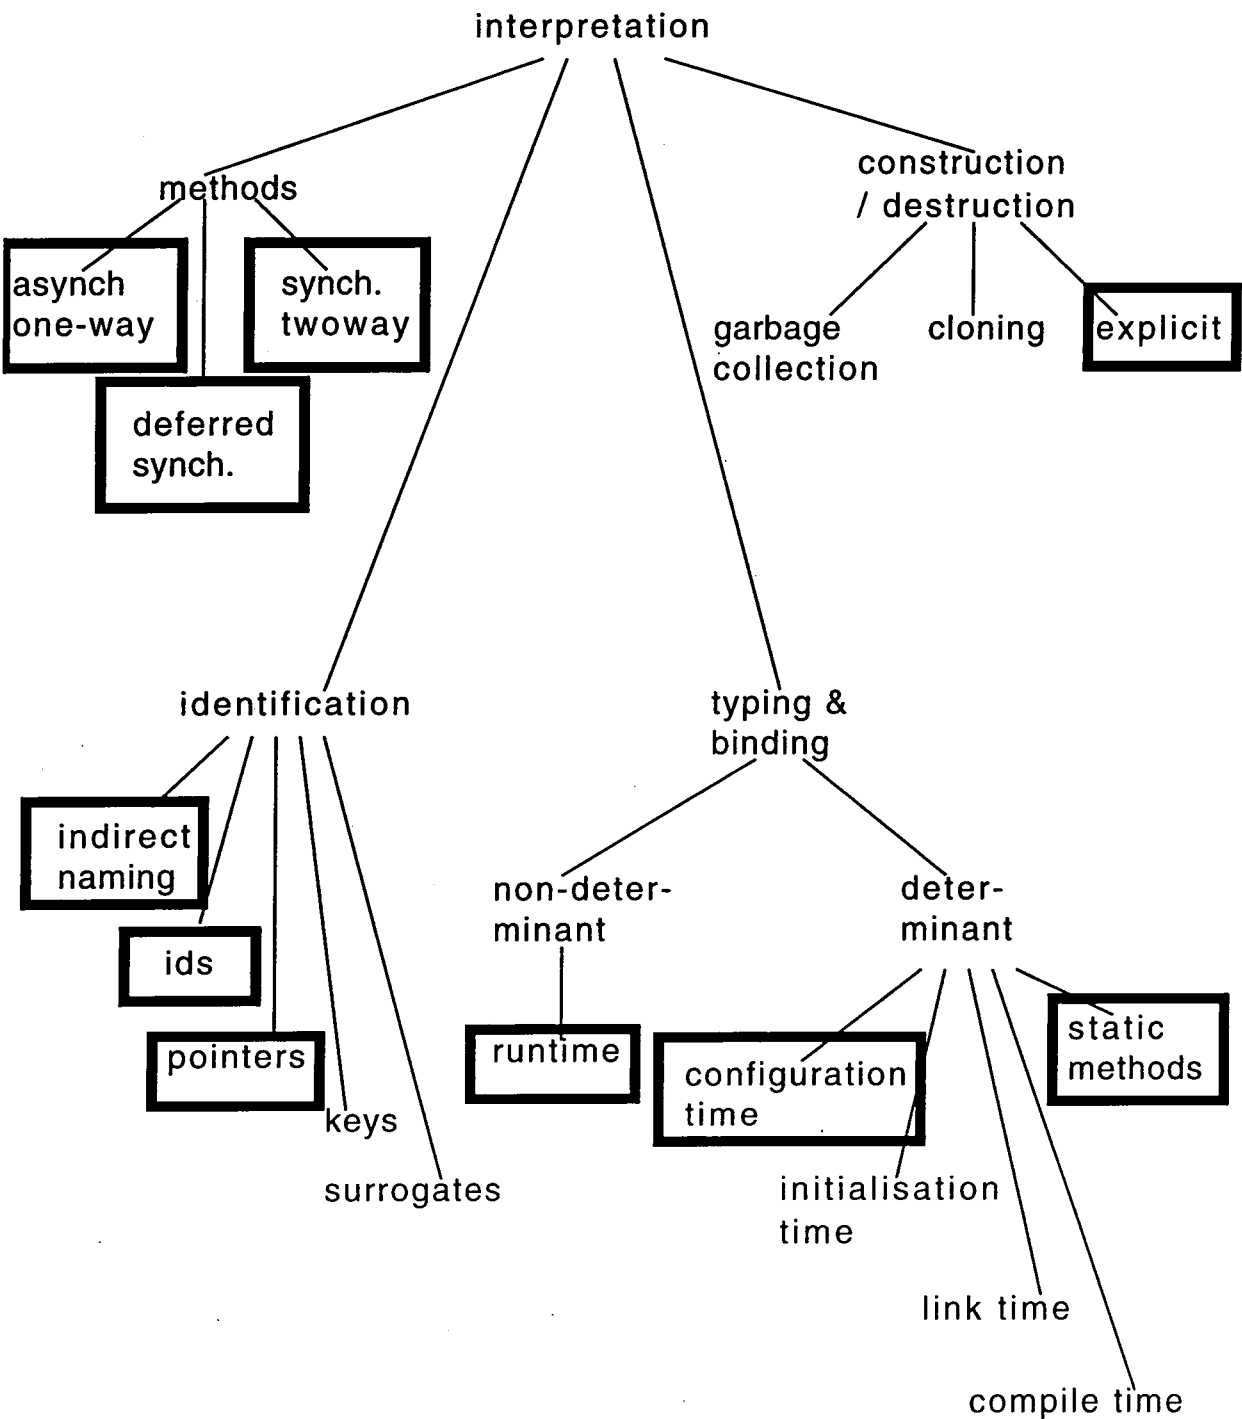 interpretation
methods
construction
/ destruction
asynch
one-way
synch.
twoway
garbage
collection
cloning
explicit
deferred
synch.
identification
typing &
binding
indirect
naming
non-deter-
minant
deter-
minant
ids
pointers
runtime
configuration
time
static
methods
keys
surrogates
initialisation
time
link time
compile time